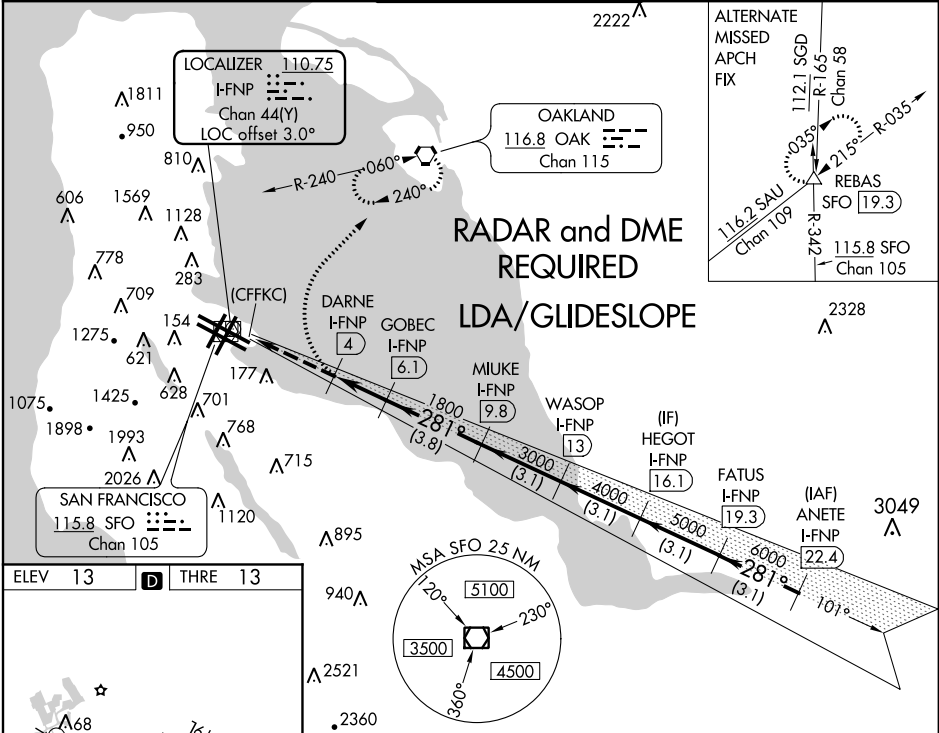 2222
ALTERNATE
MISSED
APCH
FIX
112.1 SGD
R-165
Chan 58
035°
215°
R-035
REBAS
SFO 19.3
116.2 SAU
Chan 109
R-342
115.8 SFO
Chan 105
LOCALIZER 110.75
I-FNP
Chan 44(Y)
LOC offset 3.0°
OAKLAND
116.8 OAK
Chan 115
R-240
060°
240°
1811
950
810
606
1569
1128
778
283
709
1275
154
621
(CFFKC)
RADAR and DME
REQUIRED
LDA/GLIDESLOPE
2328
DARNE
I-FNP
4
GOBEC
I-FNP
6.1
MIUKE
I-FNP
9.8
WASOP
I-FNP
13
(IF)
HEGOT
I-FNP
16.1
FATUS
I-FNP
19.3
(IAF)
ANETE
I-FNP
22.4
3049
1800
281°
(3.8)
3000
(3.1)
4000
(3.1)
5000
(3.1)
6000
281°
(3.1)
101°
177
628
1075
1425
701
1898
1993
768
2026
715
1120
SAN FRANCISCO
115.8 SFO
Chan 105
895
940
2521
2360
MSA SFO 25 NM
120°
5100
230°
3500
4500
360°
ELEV 13
D
THRE 13
68